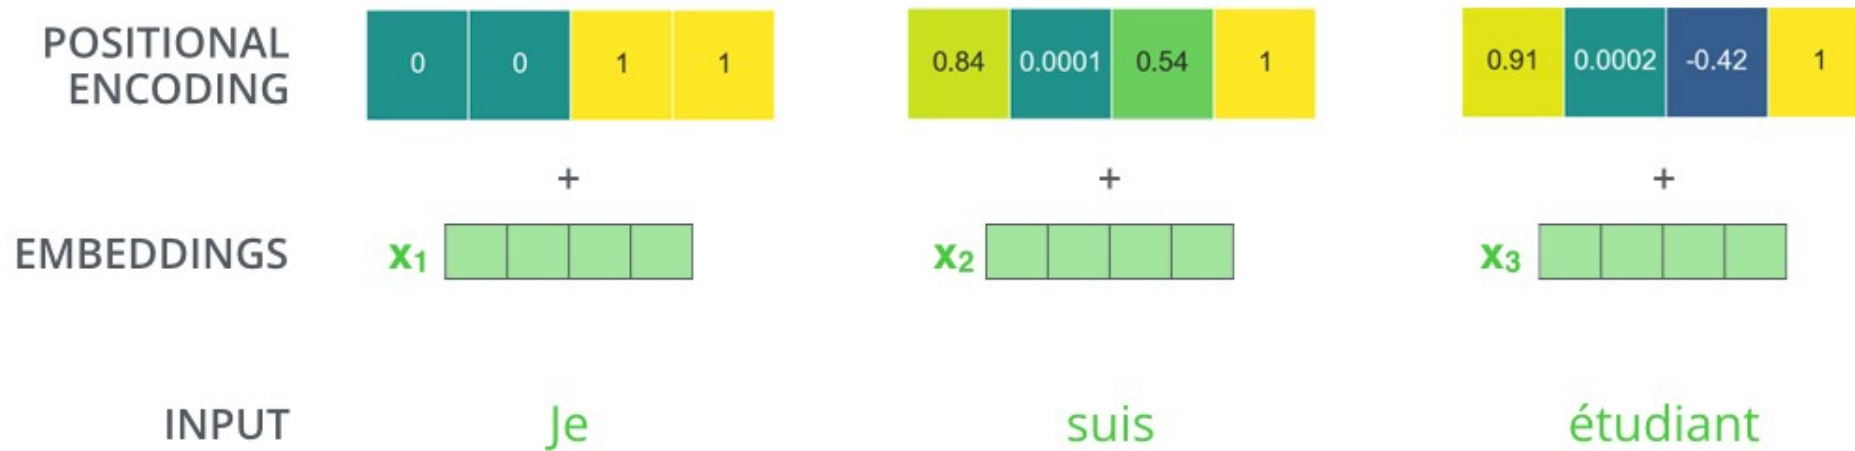 POSITIONAL ENCODING
0 0 1 1
0.84 0.0001 0.54 1
0.91 0.0002 -0.42 1
+ + +
EMBEDDINGS x1 x2 x3
INPUT Je suis étudiant